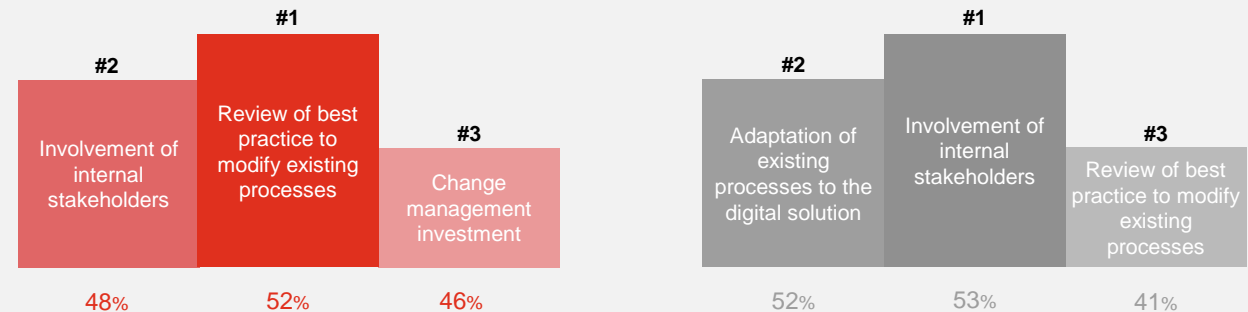 #1
#2
Review of best
practice to
modify existing
processes
Involvement of
internal
stakeholders
#3
Change
management
investment
48%
52%
46%
#1
#2
Involvement of
internal
stakeholders
Adaptation of
existing
processes to the
digital solution
#3
Review of best
practice to modify
existing
processes
52%
53%
41%